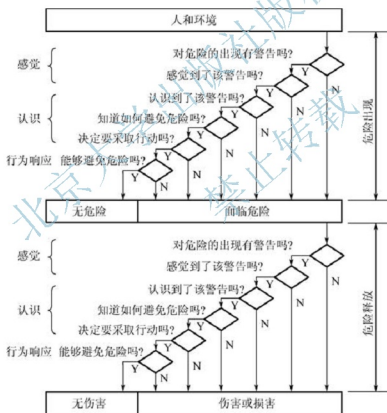 人和环境
对危险的出现有警告吗?
感觉
感觉到了该警告吗?
Y
N
认识到了该警告吗?
Y
N
认识
知道如何避免危险吗?
Y
N
决定要采取行动吗?
Y
N
行为响应 能够避免危险吗?
Y
N
Y
N
危险出现
无危险
面临危险
对危险的出现有警告吗?
感觉
感觉到了该警告吗?
Y
N
认识到了该警告吗?
Y
N
认识
知道如何避免危险吗?
Y
N
决定要采取行动吗?
Y
N
行为响应 能够避免危险吗?
Y
N
Y
N
危险释放
无伤害
伤害或损害
禁止转载